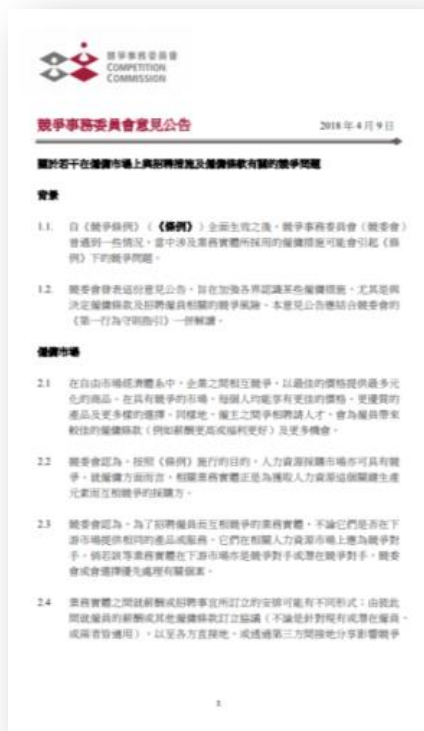 競爭事務委員會
COMPETITION
COMMISSION
競爭事務委員會意見公告
2018 年 4 月 9 日
關於若干在僱傭市場上與招聘措施及僱傭條款有關的競爭問題
背景
1.1. 自《競爭條例》(《條例》)全面生效之後，競爭事務委員會（競委會）
曾遇到一些情況，當中涉及業務實體所採用的僱傭措施可能會引起《條
例》下的競爭問題。
1.2. 競委會發表這份意見公告，旨在加強各界認識某些僱傭措施，尤其是與
決定僱傭條款及招聘僱員相關的競爭風險。本意見公告應結合競委會的
《第一行為守則指引》一併解讀。
僱傭市場
2.1 在自由市場經濟體系中，企業之間相互競爭，以最佳的價格提供最多元
化的商品。在具有競爭的市場，每個人均能享有更佳的價格、更優質的
產品及更多樣的選擇。同樣地，僱主之間爭相聘請人才，會為僱員帶來
較佳的僱傭條款（例如薪酬更高或福利更好）及更多機會。
2.2 競委會認為，按照《條例》施行的目的，人力資源採購市場亦可具有競
爭。就僱傭方面而言，相關業務實體正是為獲取人力資源這個關鍵生產
元素而互相競爭的採購方。
2.3 競委會認為，為了招聘僱員而互相競爭的業務實體，不論它們是否在下
游市場提供相同的產品或服務，它們在相關人力資源市場上應為競爭對
手。倘若該等業務實體在下游市場亦是競爭對手或潛在競爭對手，競委
會或會選擇優先處理有關個案。
2.4 業務實體之間就薪酬或招聘事宜所訂立的安排可能有不同形式：由彼此
間就僱員的薪酬或其他僱傭條款訂立協議（不論是針對現有或潛在僱員，
或兩者皆適用），以至各方直接地、或透過第三方間接地分享影響競爭
1